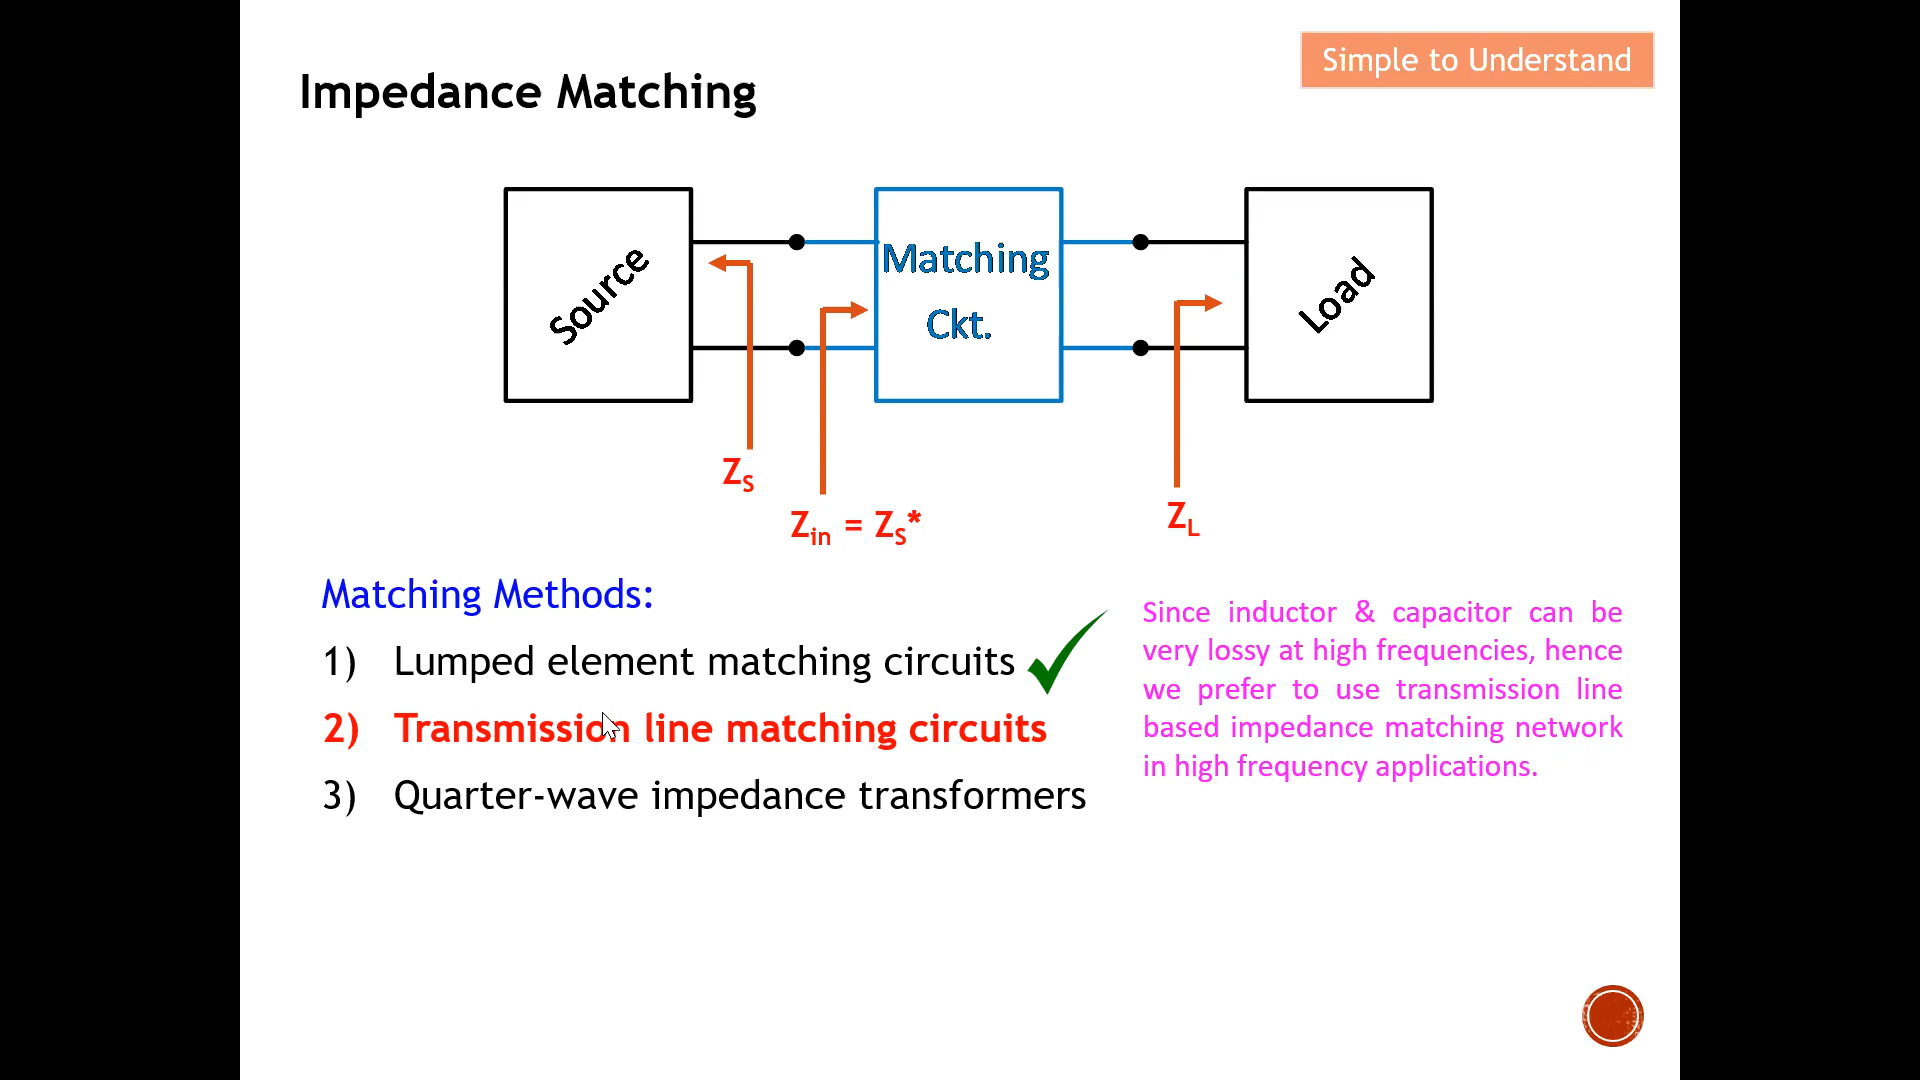 Simple to Understand
Impedance Matching
Source
Matching
Ckt.
Load
ZS
Zin = ZS*
ZL
Matching Methods:
1) Lumped element matching circuits
2) Transmission line matching circuits
3) Quarter-wave impedance transformers
Since inductor & capacitor can be
very lossy at high frequencies, hence
we prefer to use transmission line
based impedance matching network
in high frequency applications.